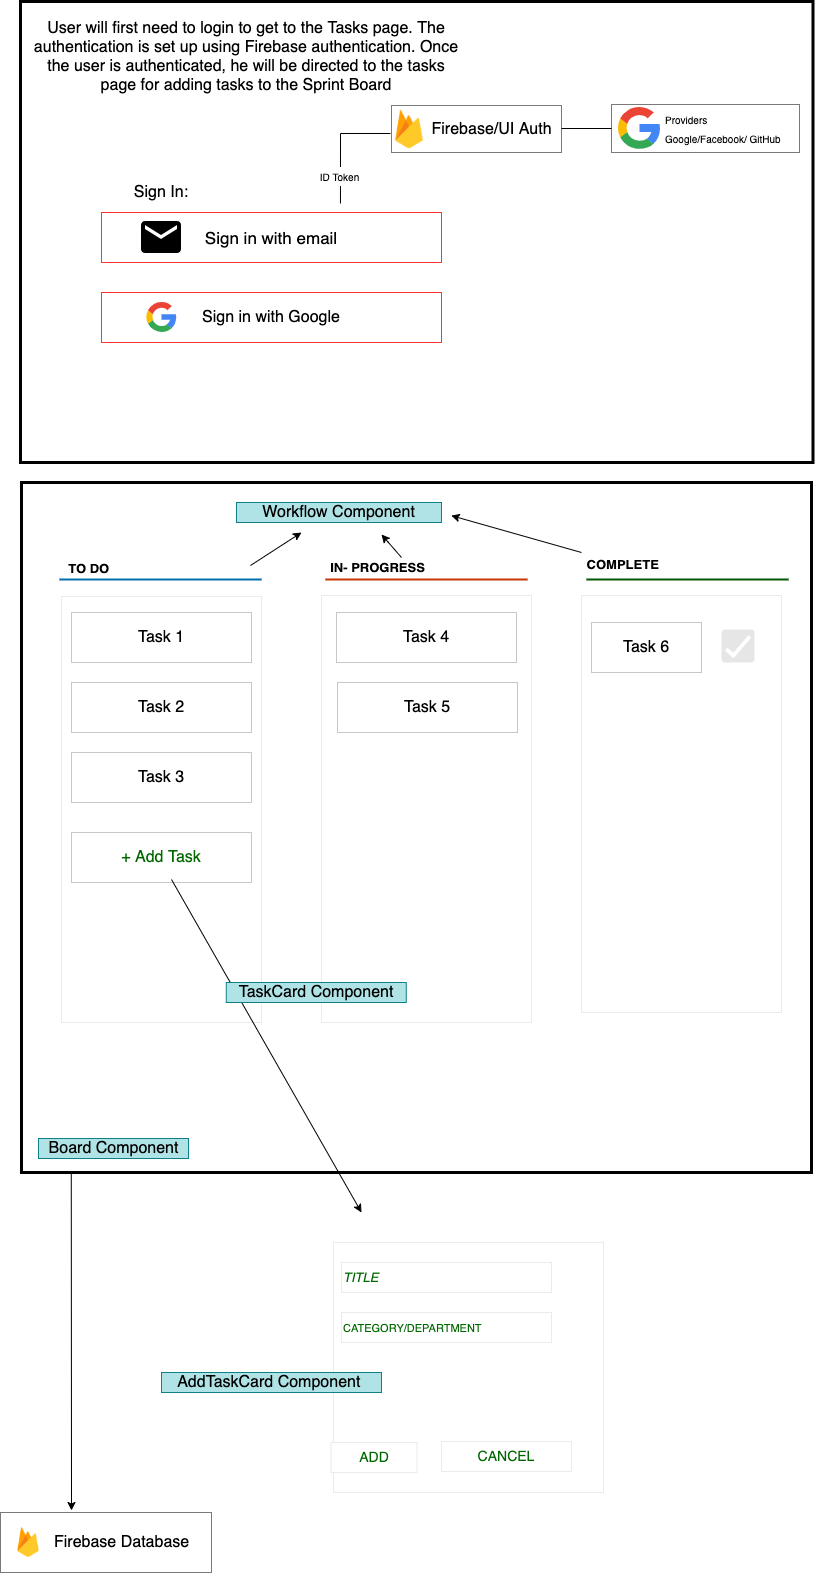 User will first need to login to get to the Tasks page. The
authentication is set up using Firebase authentication. Once
the user is authenticated, he will be directed to the tasks
page for adding tasks to the Sprint Board
Firebase/UI Auth
Providers
Google/Facebook/ GitHub
ID Token
Sign In:
Sign in with email
Sign in with Google
Workflow Component
TO DO
IN- PROGRESS
COMPLETE
Task 1
Task 4
Task 6
Task 2
Task 5
Task 3
+ Add Task
TaskCard Component
Board Component
TITLE
CATEGORY/DEPARTMENT
AddTaskCard Component
ADD
CANCEL
Firebase Database